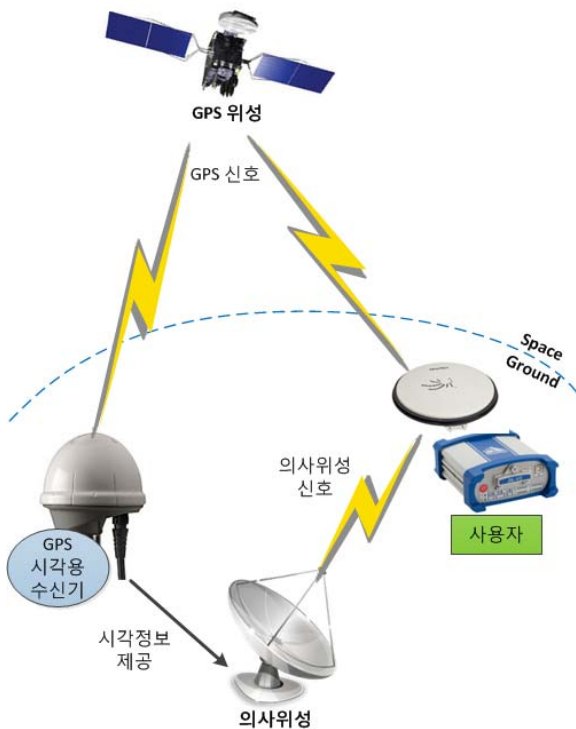 GPS 위성
GPS 신호
Space
Ground
의사위성
신호
사용자
GPS
시각용
수신기
시각정보
제공
의사위성